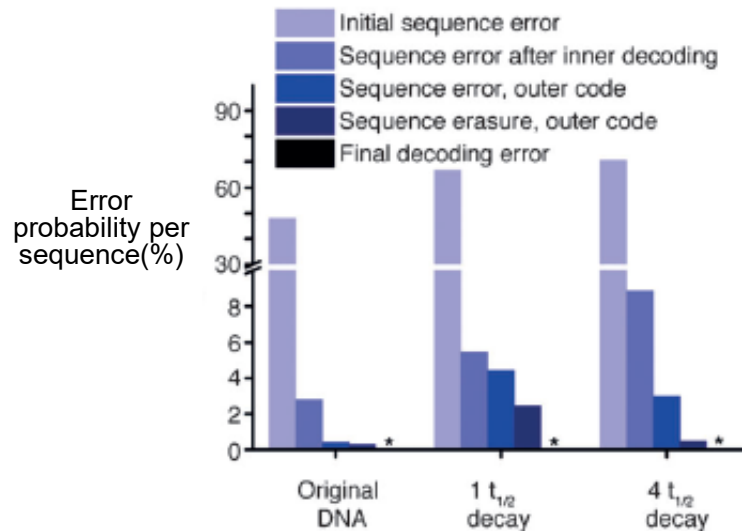 Initial sequence error
Sequence error after inner decoding
Sequence error, outer code
Sequence erasure, outer code
Final decoding error
Error
probability per
sequence(%)
90
60
30
8
6
4
2
0
*
*
*
Original
DNA
1 t1/2
decay
4 t1/2
decay